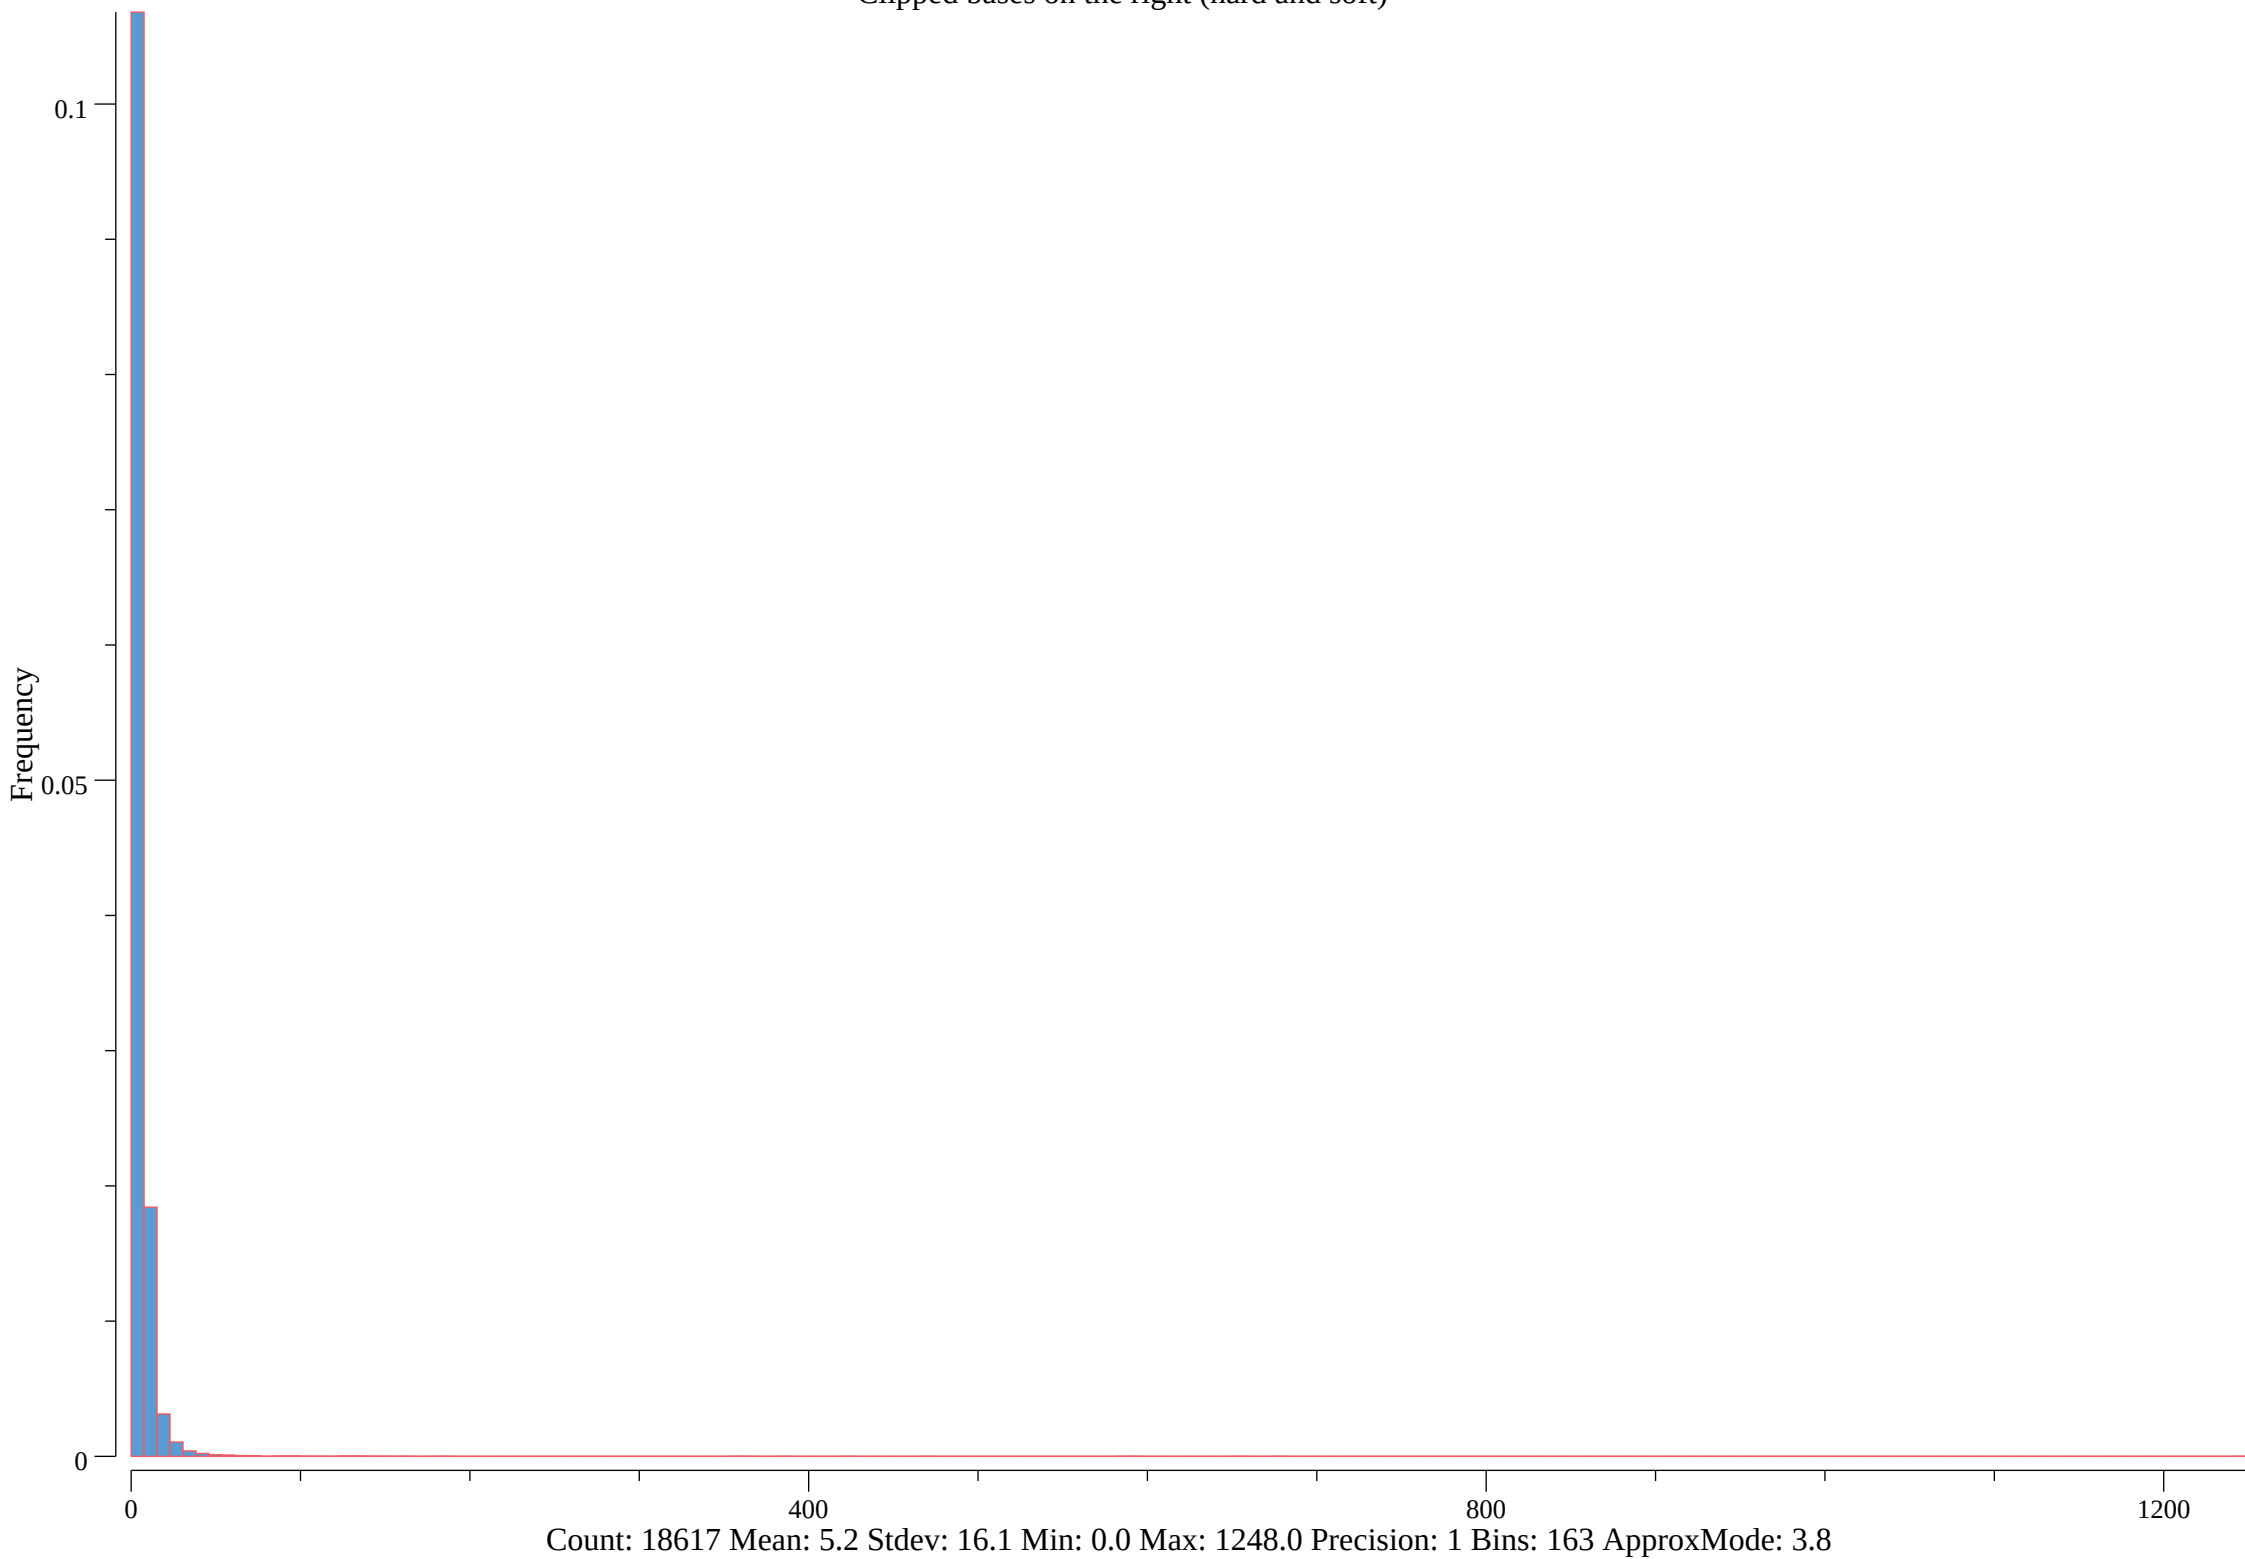 Clipped bases on the right (hard and soft)
0.1
Frequency
0.05
0
0 400 800 1200
Count: 18617 Mean: 5.2 Stdev: 16.1 Min: 0.0 Max: 1248.0 Precision: 1 Bins: 163 ApproxMode: 3.8